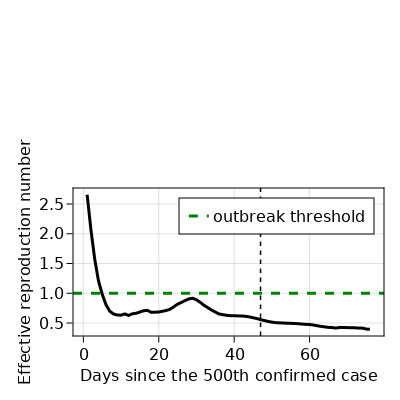 Effective reproduction number
2.5
2.0
1.5
1.0
0.5
outbreak threshold
0 20 40 60
Days since the 500th confirmed case